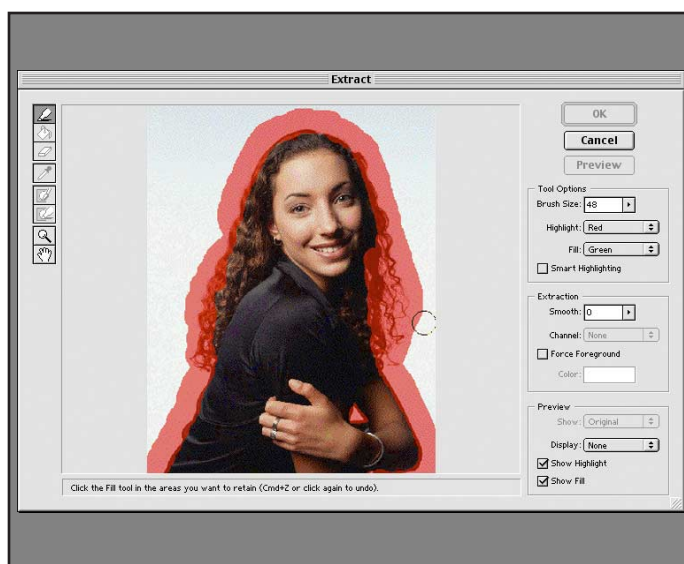 Extract
OK
Cancel
Preview
Tool Options
Brush Size: 48
Highlight: Red
Fill: Green
Smart Highlighting
Extraction
Smooth: 0
Channel: None
Force Foreground
Color:
Preview
Show: Original
Display: None
Show Highlight
Show Fill
Click the Fill tool in the areas you want to retain (Cmd+Z or click again to undo).